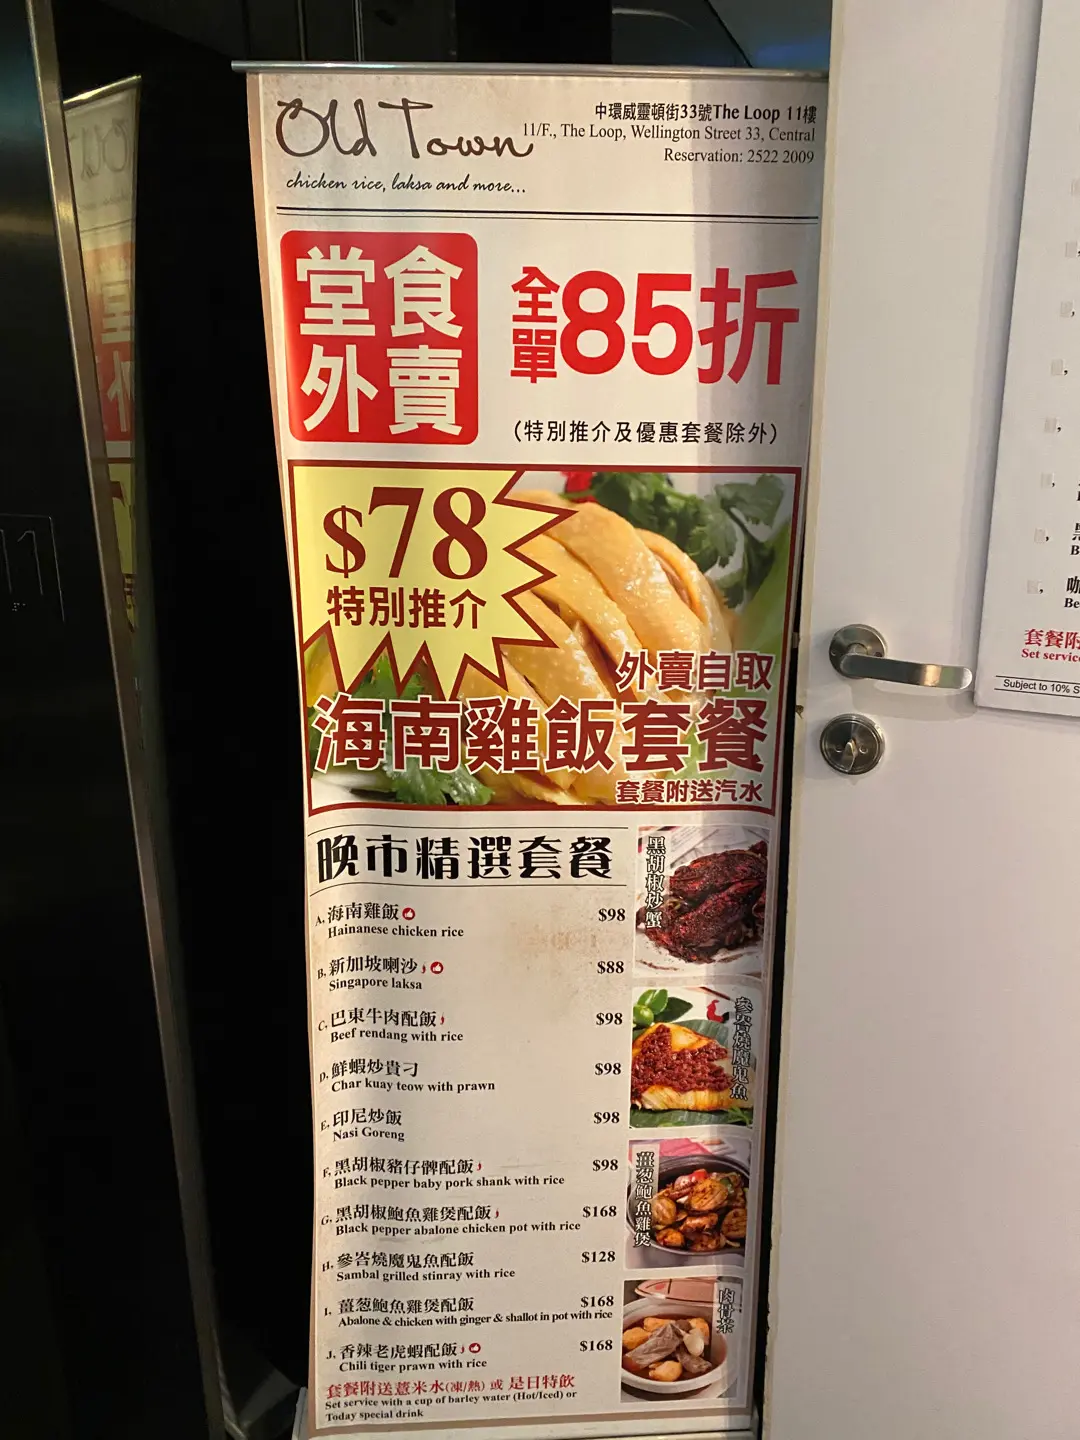 Old Town
chicken rice, laksa and more...
中環威靈頓街33號The Loop 11樓
11/F., The Loop, Wellington Street 33, Central
Reservation: 2522 2009
堂食
外賣
全單85折
(特別推介及優惠套餐除外)
$78
特別推介
外賣自取
海南雞飯套餐
套餐附送汽水
晚市精選套餐
A. 海南雞飯 $98
Hainanese chicken rice
B. 新加坡喇沙 $88
Singapore laksa
C. 巴東牛肉配飯 $98
Beef rendang with rice
D. 鮮蝦炒貴刁 $98
Char kuay teow with prawn
E. 印尼炒飯 $98
Nasi Goreng
F. 黑胡椒豬仔髀配飯 $98
Black pepper baby pork shank with rice
G. 黑胡椒鮑魚雞煲配飯 $168
Black pepper abalone chicken pot with rice
H. 參峇燒魔鬼魚配飯 $128
Sambal grilled stinray with rice
I. 薑葱鮑魚雞煲配飯 $168
Abalone & chicken with ginger & shallot in pot with rice
J. 香辣老虎蝦配飯 $168
Chili tiger prawn with rice
套餐附送薏米水(凍/熱) 或 是日特飲
Set service with a cup of barley water (Hot/Iced) or
Today special drink
黑胡椒炒蟹
參峇燒魔鬼魚
薑葱鮑魚雞煲
肉骨茶
11
套餐附
Set service
Subject to 10%